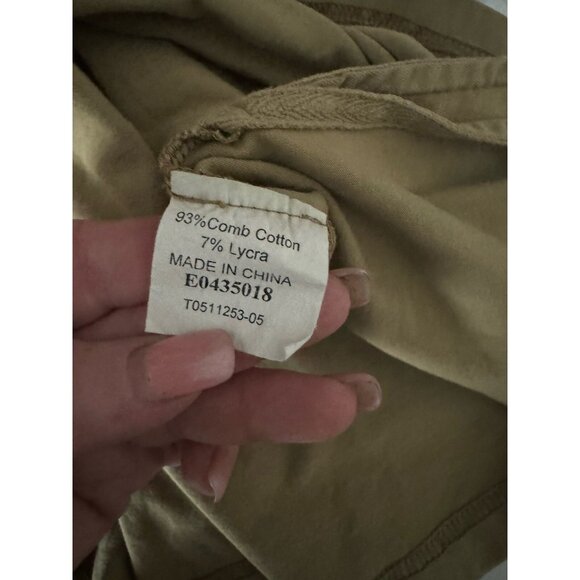 93%Comb Cotton
7% Lycra
MADE IN CHINA
E0435018
T0511253-05